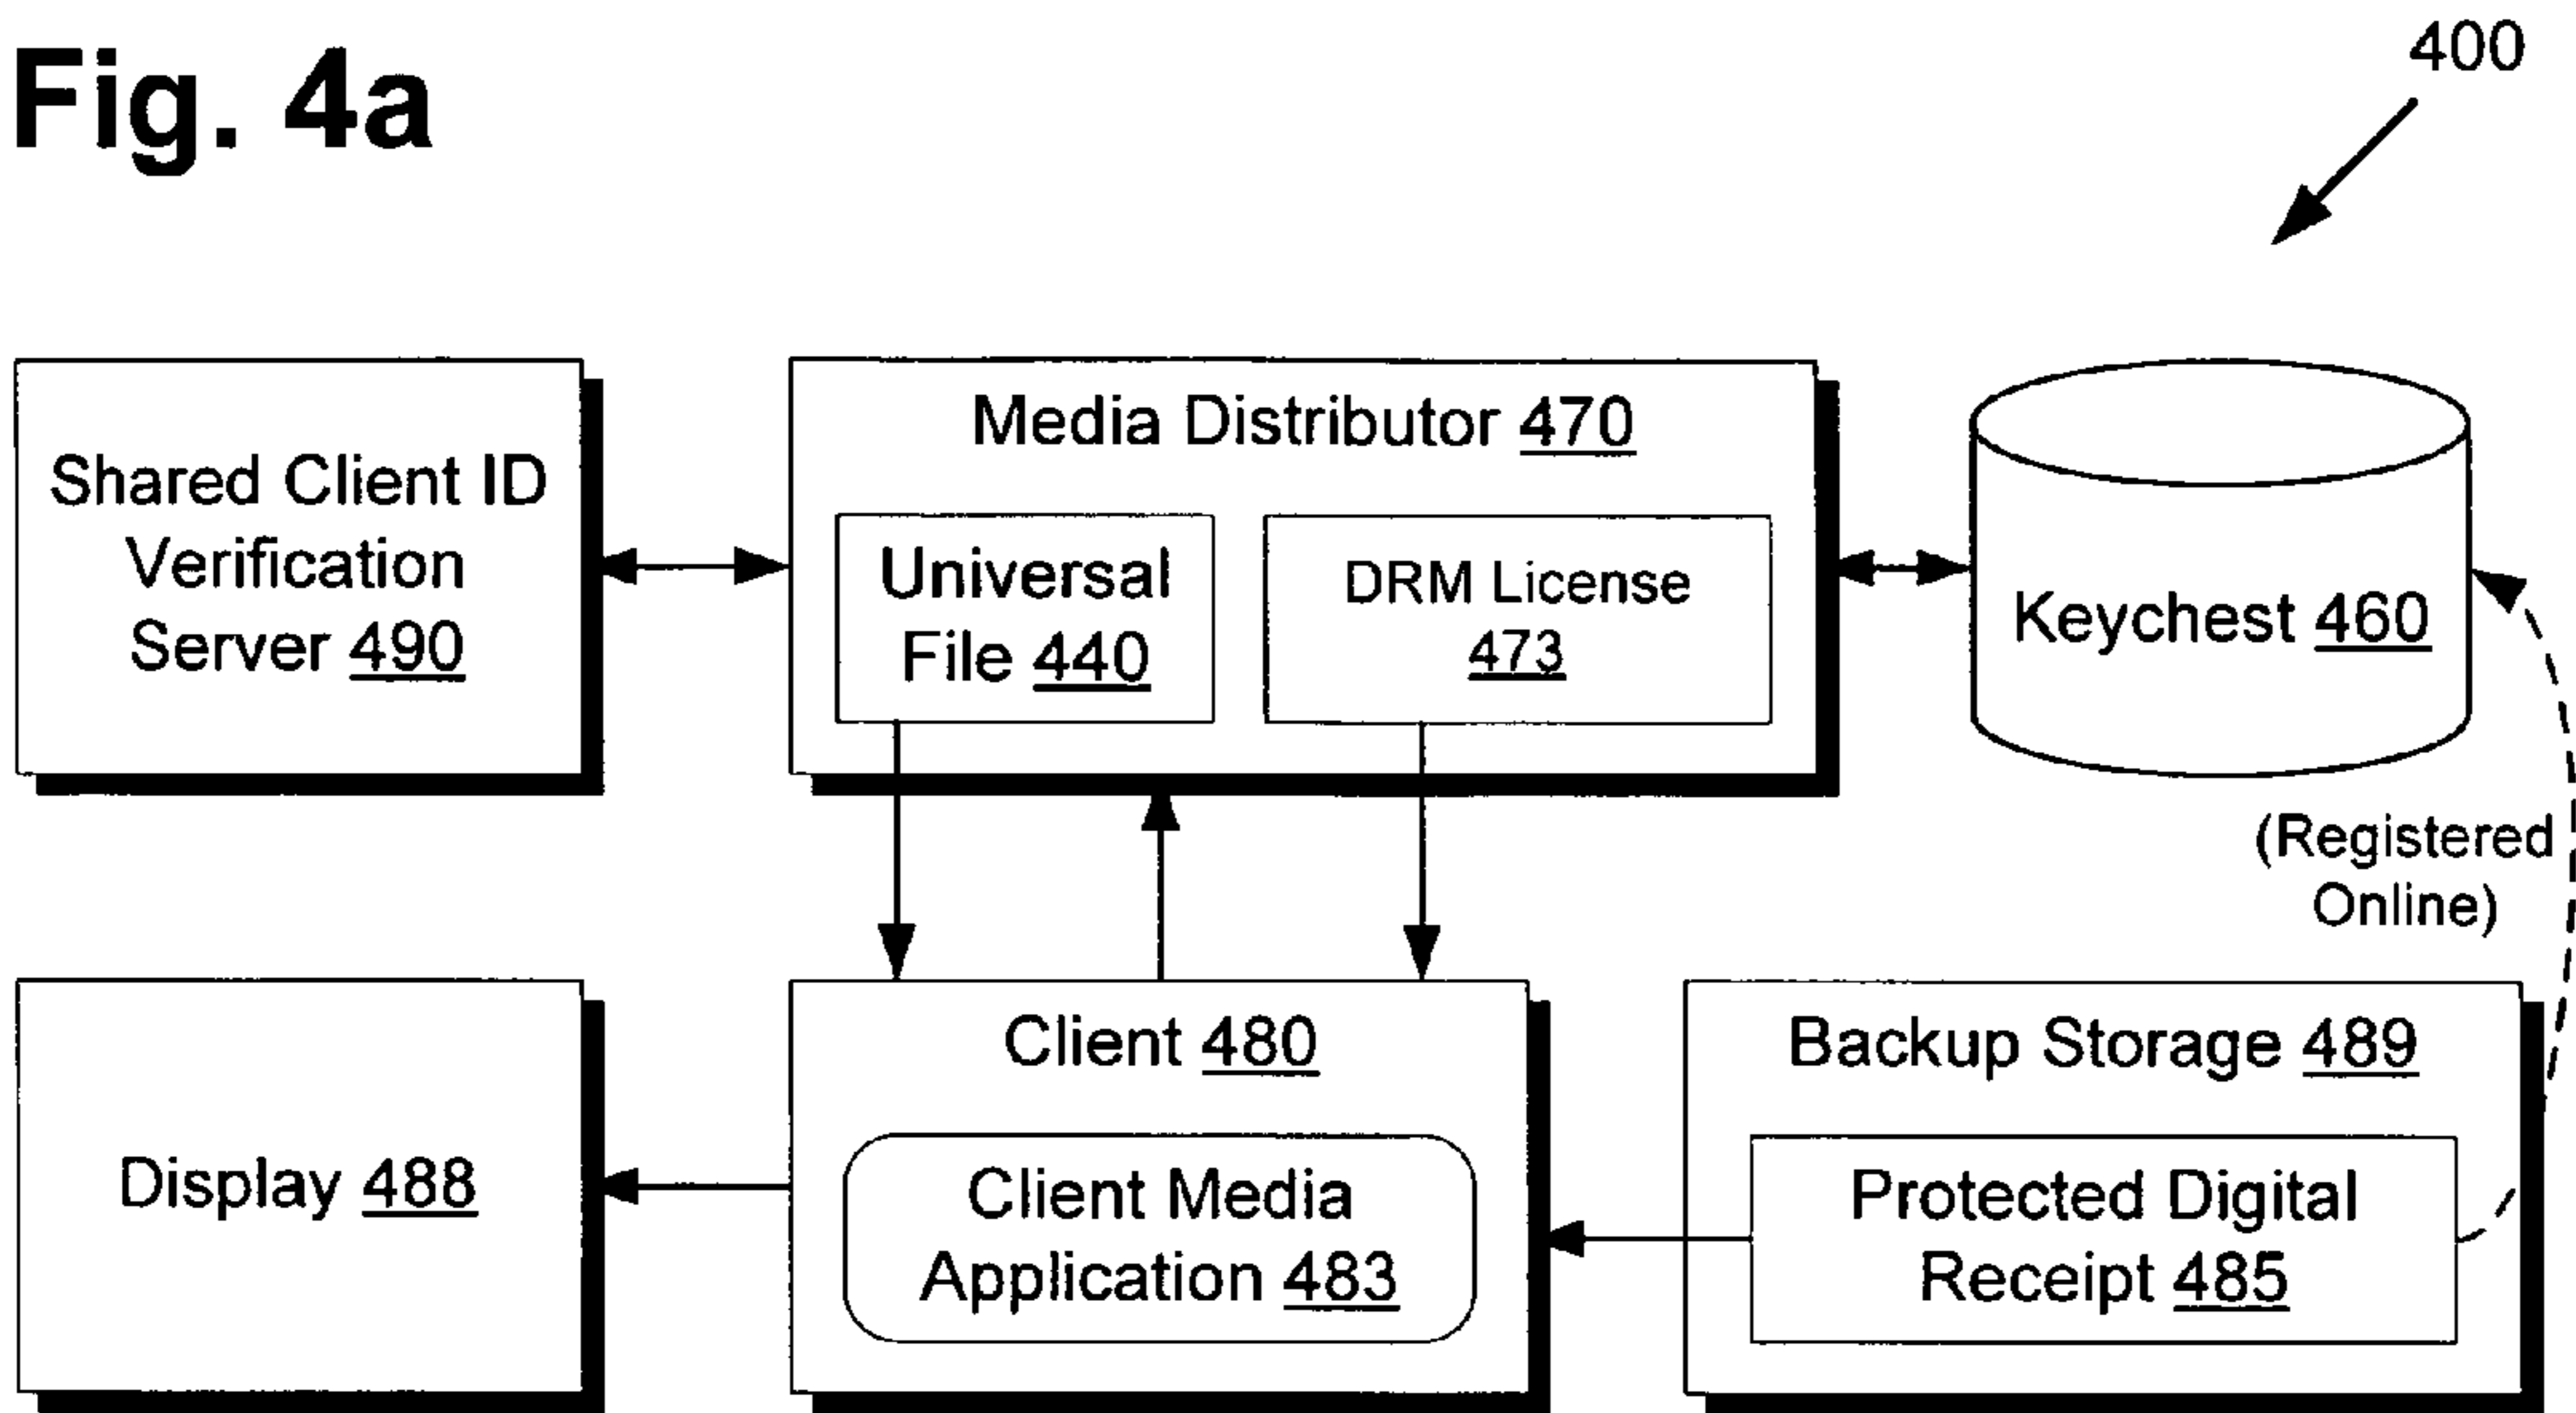 Fig. 4a
400
Shared Client ID
Verification
Server 490
Media Distributor 470
Universal
File 440
DRM License
473
Keychest 460
(Registered
Online)
Display 488
Client 480
Client Media
Application 483
Backup Storage 489
Protected Digital
Receipt 485